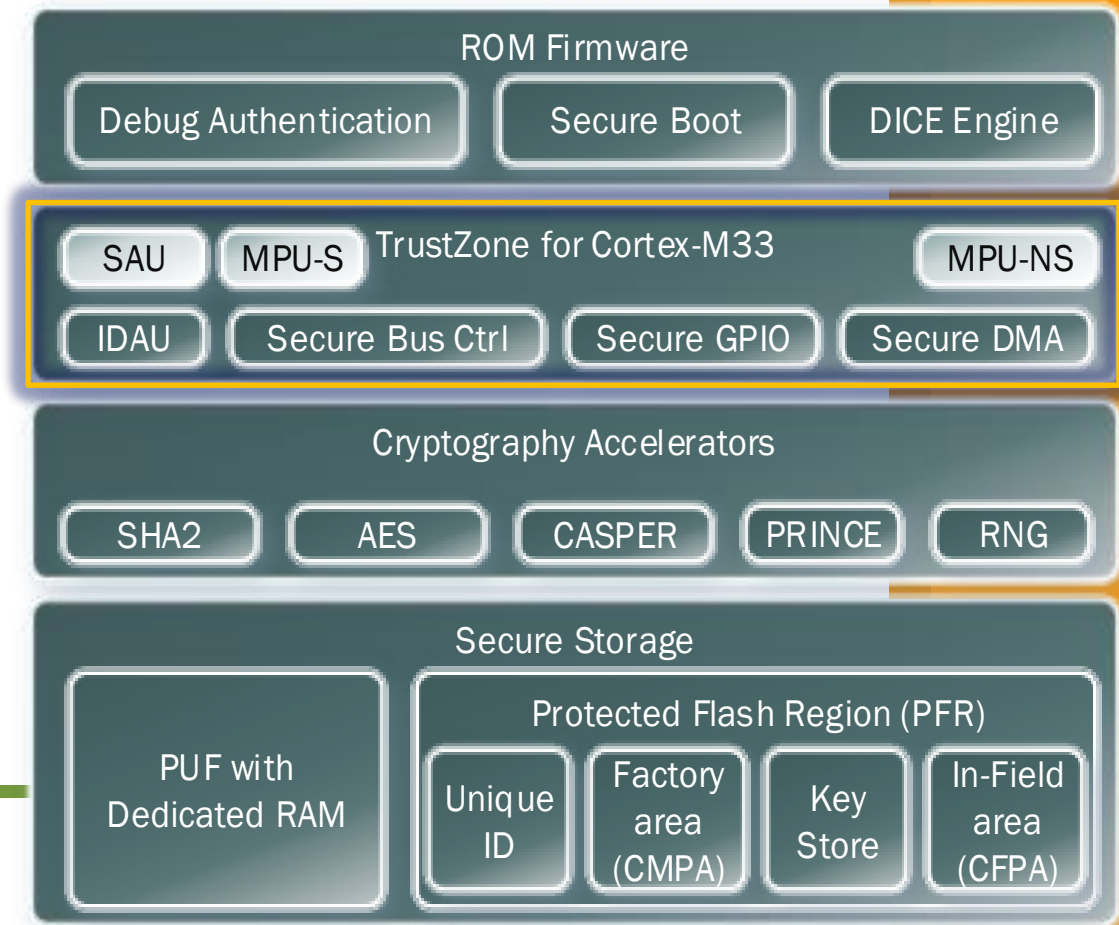 ROM Firmware
Debug Authentication
Secure Boot
DICE Engine
SAU
MPU-S
TrustZone for Cortex-M33
MPU-NS
IDAU
Secure Bus Ctrl
Secure GPIO
Secure DMA
Cryptography Accelerators
SHA2
AES
CASPER
PRINCE
RNG
Secure Storage
PUF with
Dedicated RAM
Protected Flash Region (PFR)
Unique
ID
Factory
area
(CMPA)
Key
Store
In-Field
area
(CFPA)